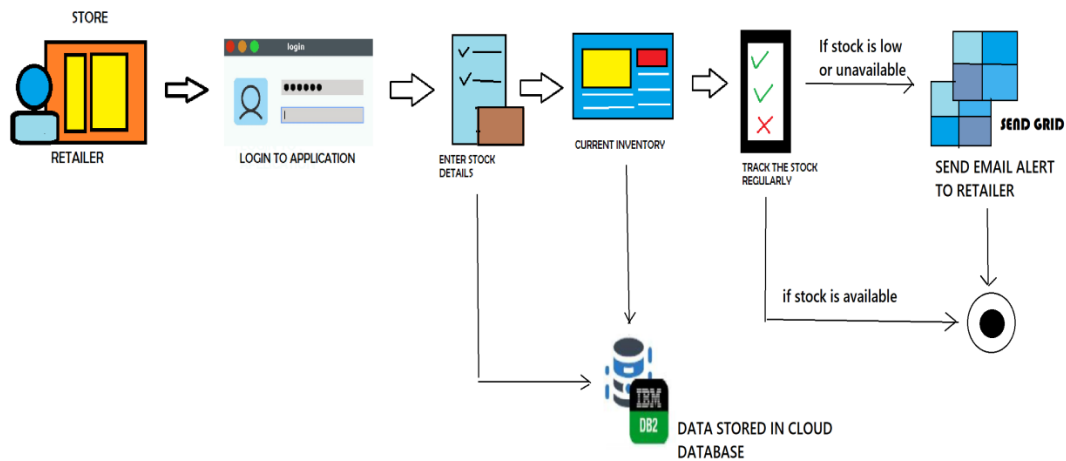 STORE
RETAILER
login
LOGIN TO APPLICATION
ENTER STOCK
DETAILS
CURRENT INVENTORY
TRACK THE STOCK
REGULARLY
If stock is low
or unavailable
SEND GRID
SEND EMAIL ALERT
TO RETAILER
if stock is available
IBM
DB2
DATA STORED IN CLOUD
DATABASE